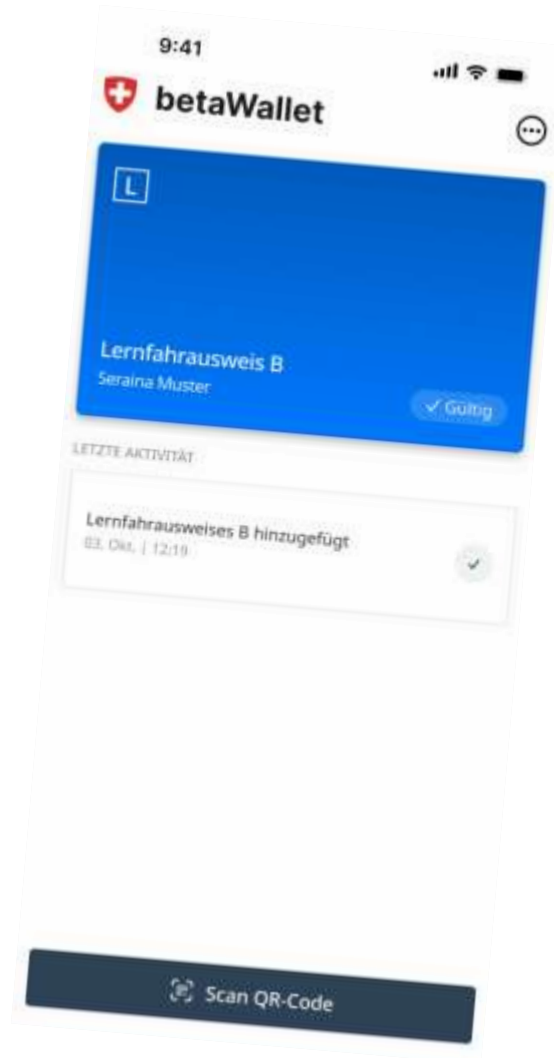 9:41
betaWallet
L
Lernfahrausweis B
Seraina Muster
Gültig
LETZTE AKTIVITÄT
Lernfahrausweises B hinzugefügt
03. Okt. | 12:19
Scan QR-Code